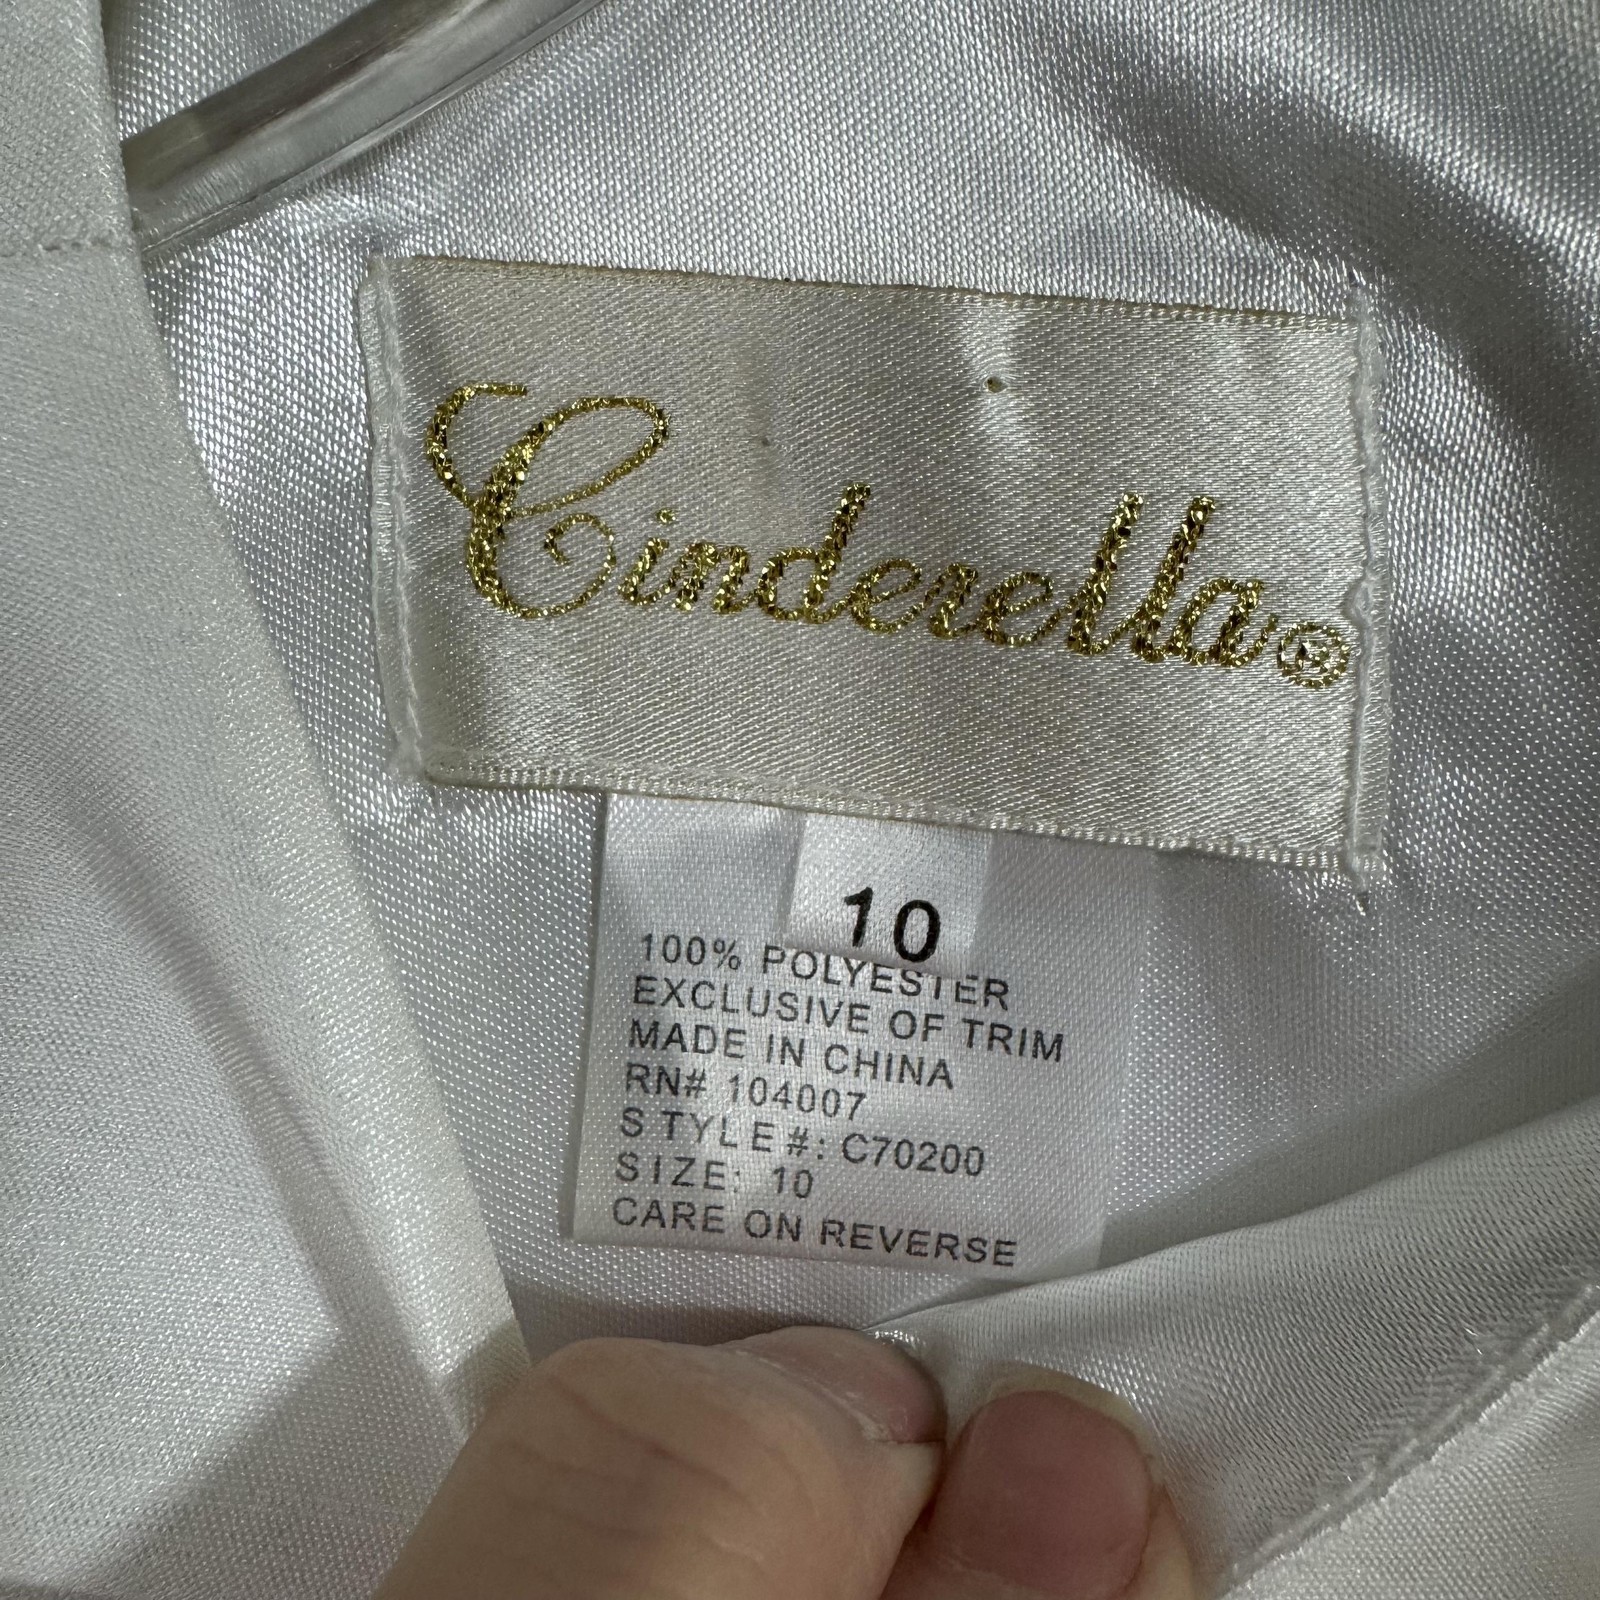 Cinderella®
10
100% POLYESTER
EXCLUSIVE OF TRIM
MADE IN CHINA
RN# 104007
STYLE#: C70200
SIZE: 10
CARE ON REVERSE